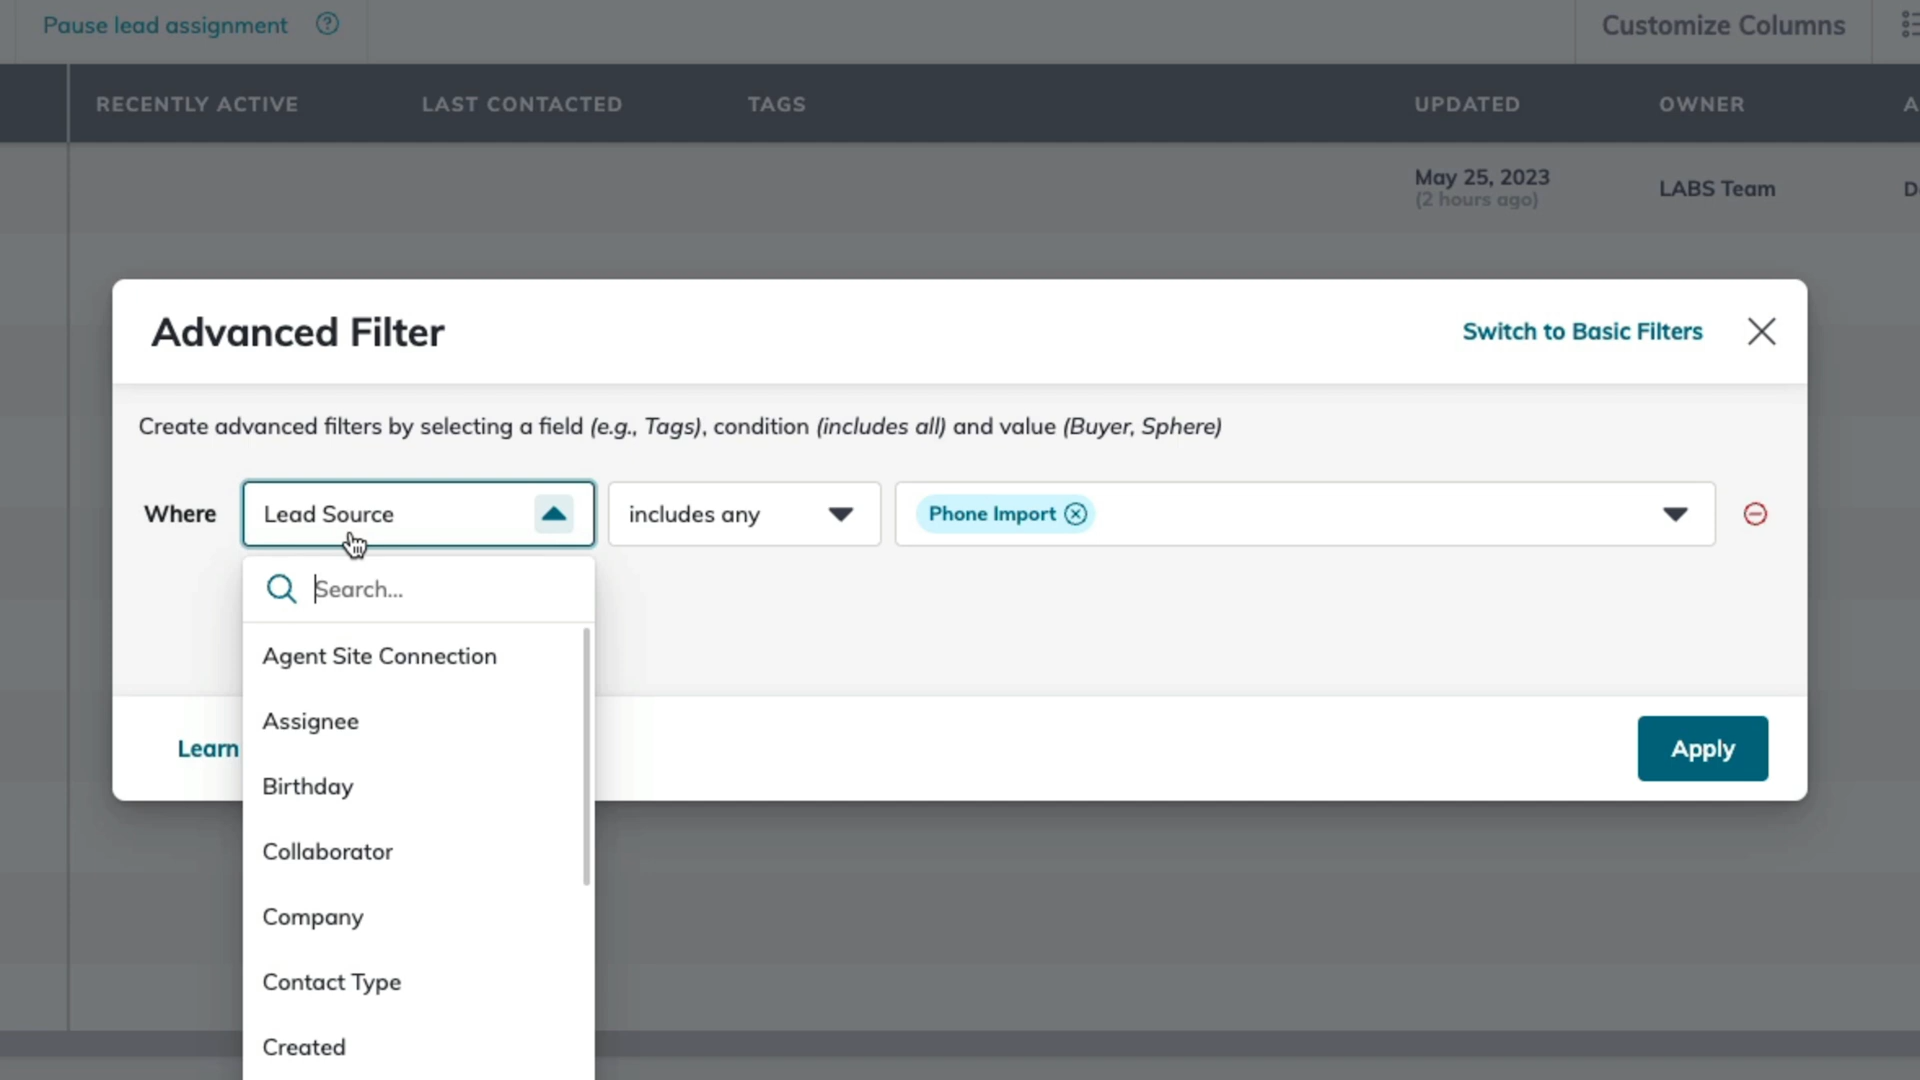 Pause lead assignment
Customize Columns
RECENTLY ACTIVE LAST CONTACTED TAGS UPDATED OWNER A
May 25, 2023
(2 hours ago)
LABS Team
D
Advanced Filter
Switch to Basic Filters
Create advanced filters by selecting a field (e.g., Tags), condition (includes all) and value (Buyer, Sphere)
Where Lead Source includes any Phone Import
Search...
Agent Site Connection
Assignee
Learn
Apply
Birthday
Collaborator
Company
Contact Type
Created